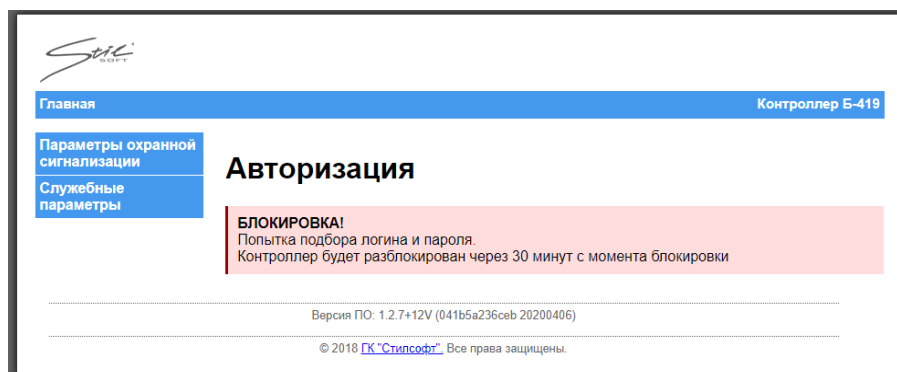 Stil
SOFT
Главная
Контроллер Б-419
Параметры охранной
сигнализации
Служебные
параметры
Авторизация
БЛОКИРОВКА!
Попытка подбора логина и пароля.
Контроллер будет разблокирован через 30 минут с момента блокировки
Версия ПО: 1.2.7+12V (041b5a236ceb 20200406)
© 2018 ГК "Стилсофт". Все права защищены.